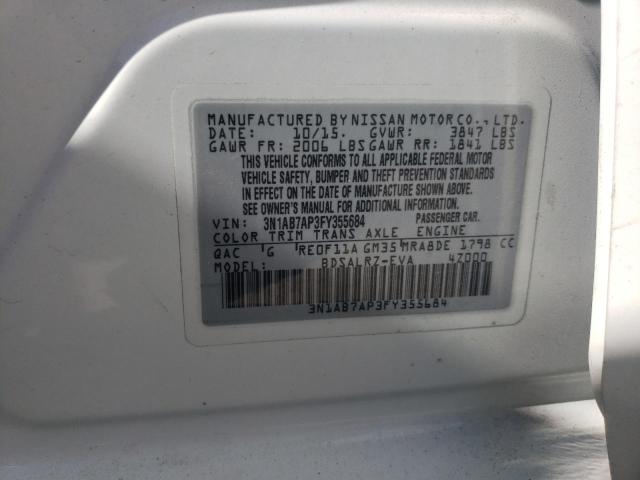 MANUFACTURED BY NISSAN MOTOR CO., LTD.
DATE: 10/15. GVWR: 3847 LBS
GAWR FR: 2006 LBS GAWR RR: 1841 LBS
THIS VEHICLE CONFORMS TO ALL APPLICABLE FEDERAL MOTOR
VEHICLE SAFETY, BUMPER AND THEFT PREVENTION STANDARDS
IN EFFECT ON THE DATE OF MANUFACTURE SHOWN ABOVE.
SEE OWNER'S MANUAL FOR ADDITIONAL INFORMATION.
VIN: 3N1AB7AP3FY355684 PASSENGER CAR.
COLOR TRIM TRANS AXLE ENGINE
QAC G RE0F11A GM35 MRA8DE 1798 CC
MODEL: BDSALRZ-EVA 4Z000
3N1AB7AP3FY355684